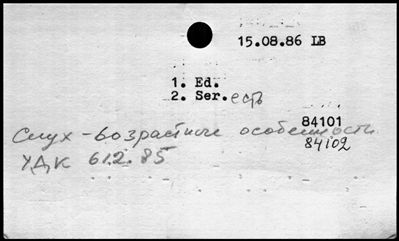 15.08.86 LB
1. Ed.
2. Ser. есть
84101
Слух - возрастные особенности
84102
УДК 612.85